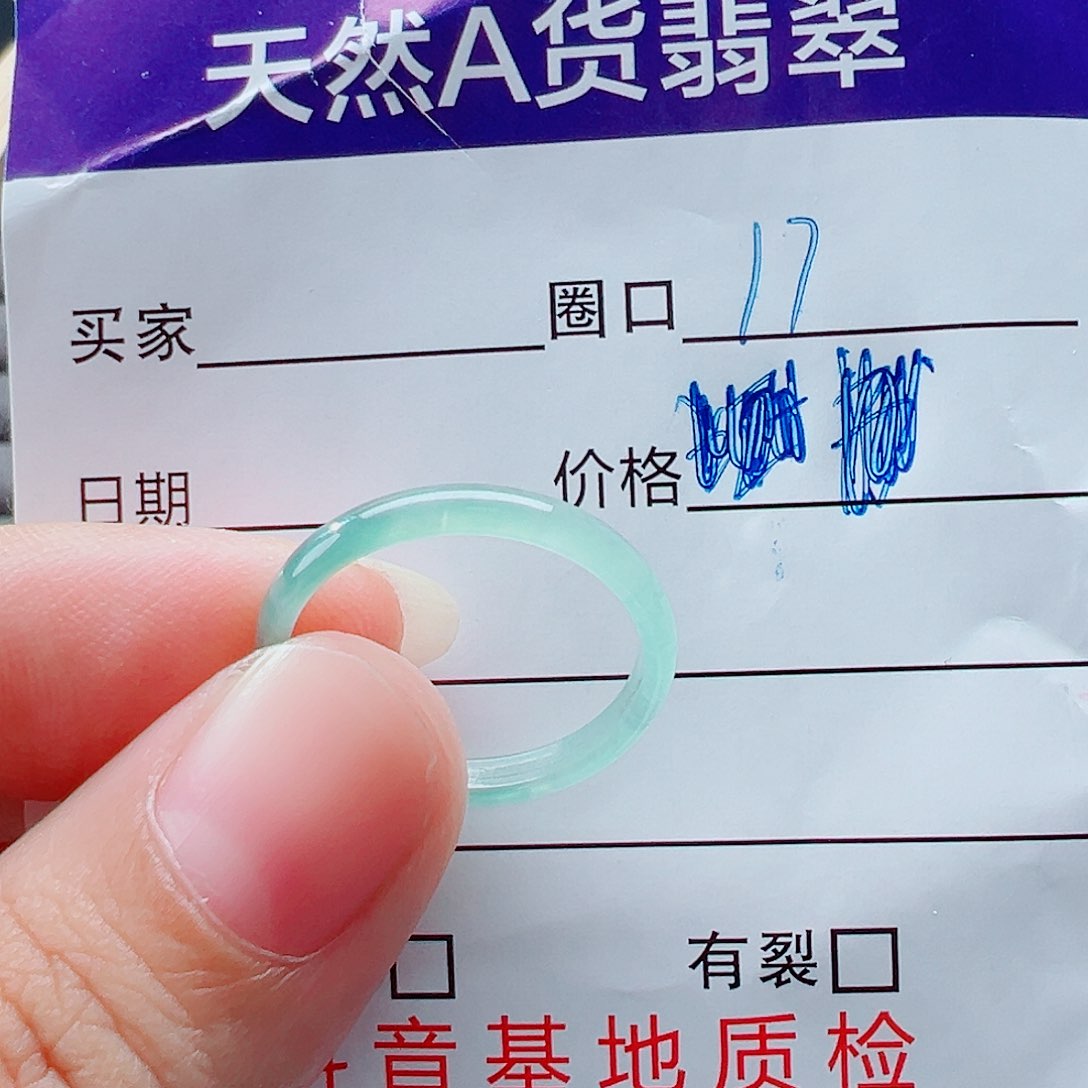 天然A货翡翠
买家 圈口 17
日期 价格
有裂
音基地质检